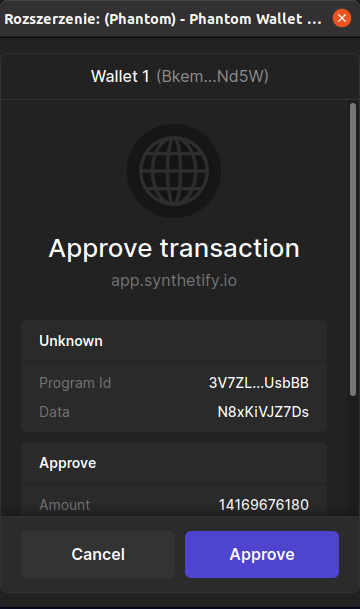 Rozszerzenie: (Phantom) - Phantom Wallet ...
Wallet 1 (Bkem...Nd5W)
Approve transaction
app.synthetify.io
Unknown
Program Id 3V7ZL...UsbBB
Data N8xKiVJZ7Ds
Approve
Amount 14169676180
Cancel Approve